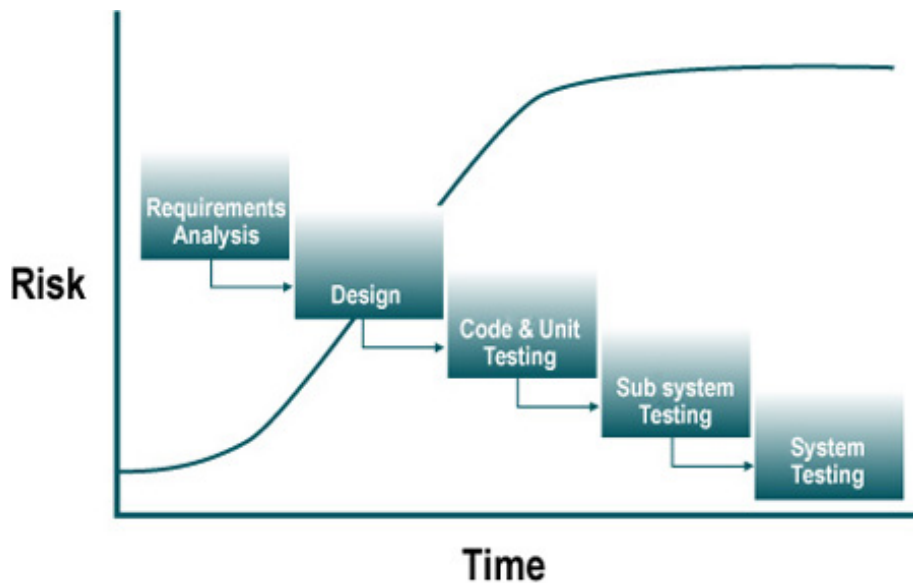 Risk
Requirements
Analysis
Design
Code & Unit
Testing
Sub system
Testing
System
Testing
Time